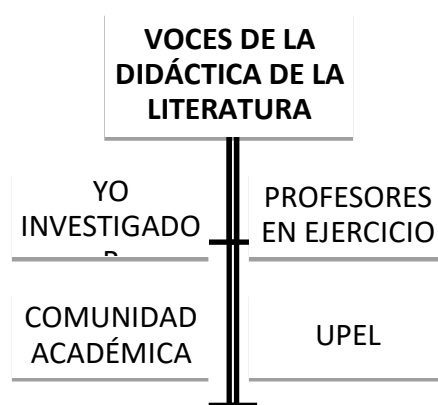 VOCES DE LA
DIDÁCTICA DE LA
LITERATURA
YO
INVESTIGADO
PROFESORES
EN EJERCICIO
COMUNIDAD
ACADÉMICA
UPEL